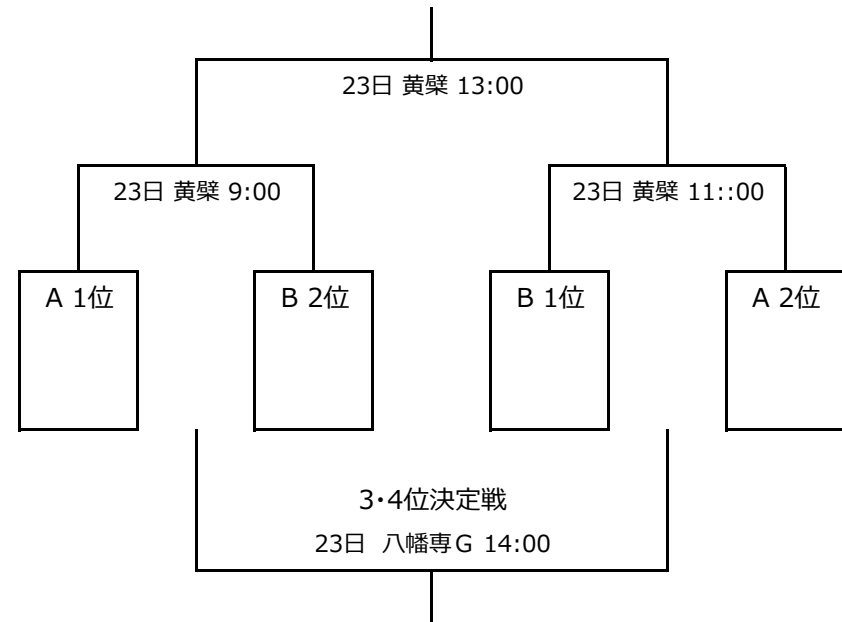 23日 黄檗 13:00
23日 黄檗 9:00
23日 黄檗 11::00
A 1位
B 2位
B 1位
A 2位
3・4位決定戦
23日 八幡専G 14:00